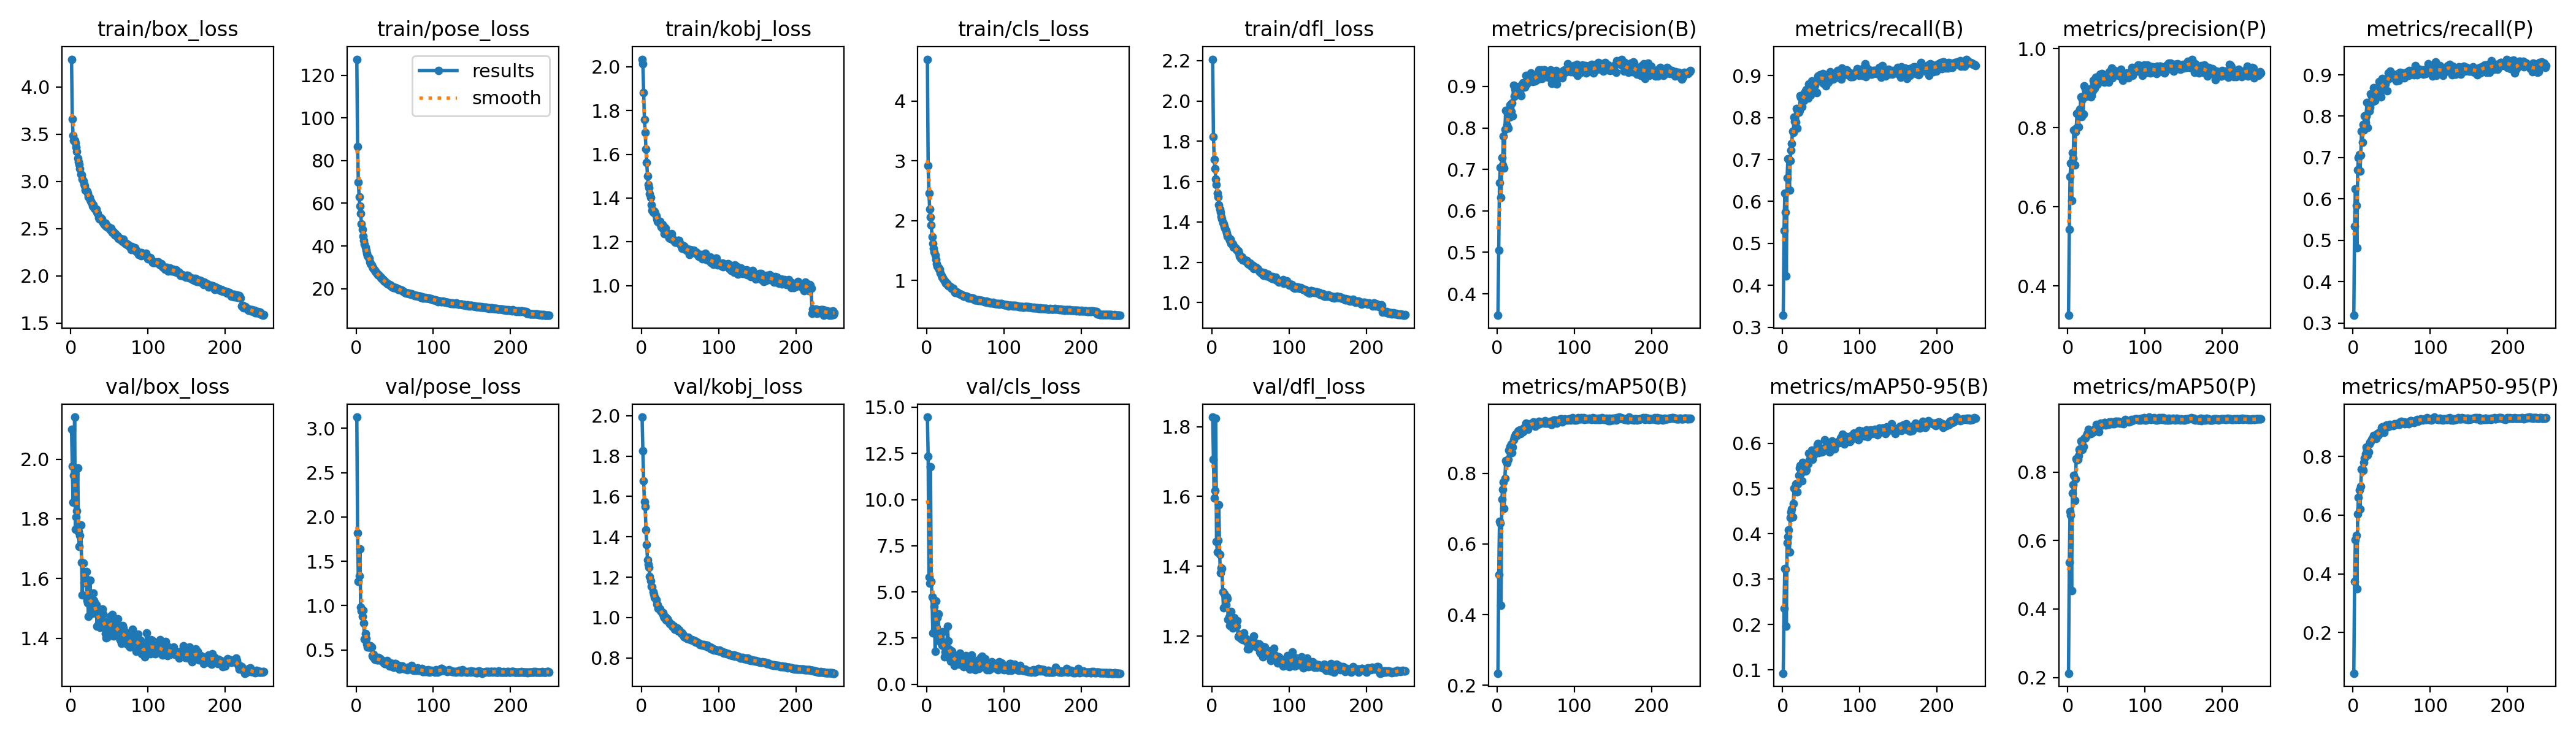 train/box_loss
train/pose_loss
train/kobj_loss
train/cls_loss
train/dfl_loss
metrics/precision(B)
metrics/recall(B)
metrics/precision(P)
metrics/recall(P)
4.0
3.5
3.0
2.5
2.0
1.5
0 100 200
results
smooth
120
100
80
60
40
20
0 100 200
2.0
1.8
1.6
1.4
1.2
1.0
0 100 200
4
3
2
1
0 100 200
2.2
2.0
1.8
1.6
1.4
1.2
1.0
0 100 200
0.9
0.8
0.7
0.6
0.5
0.4
0 100 200
0.9
0.8
0.7
0.6
0.5
0.4
0.3
0 100 200
1.0
0.8
0.6
0.4
0 100 200
0.9
0.8
0.7
0.6
0.5
0.4
0.3
0 100 200
val/box_loss
val/pose_loss
val/kobj_loss
val/cls_loss
val/dfl_loss
metrics/mAP50(B)
metrics/mAP50-95(B)
metrics/mAP50(P)
metrics/mAP50-95(P)
2.0
1.8
1.6
1.4
0 100 200
3.0
2.5
2.0
1.5
1.0
0.5
0 100 200
2.0
1.8
1.6
1.4
1.2
1.0
0.8
0 100 200
15.0
12.5
10.0
7.5
5.0
2.5
0.0
0 100 200
1.8
1.6
1.4
1.2
0 100 200
0.8
0.6
0.4
0.2
0 100 200
0.6
0.5
0.4
0.3
0.2
0.1
0 100 200
0.8
0.6
0.4
0.2
0 100 200
0.8
0.6
0.4
0.2
0 100 200